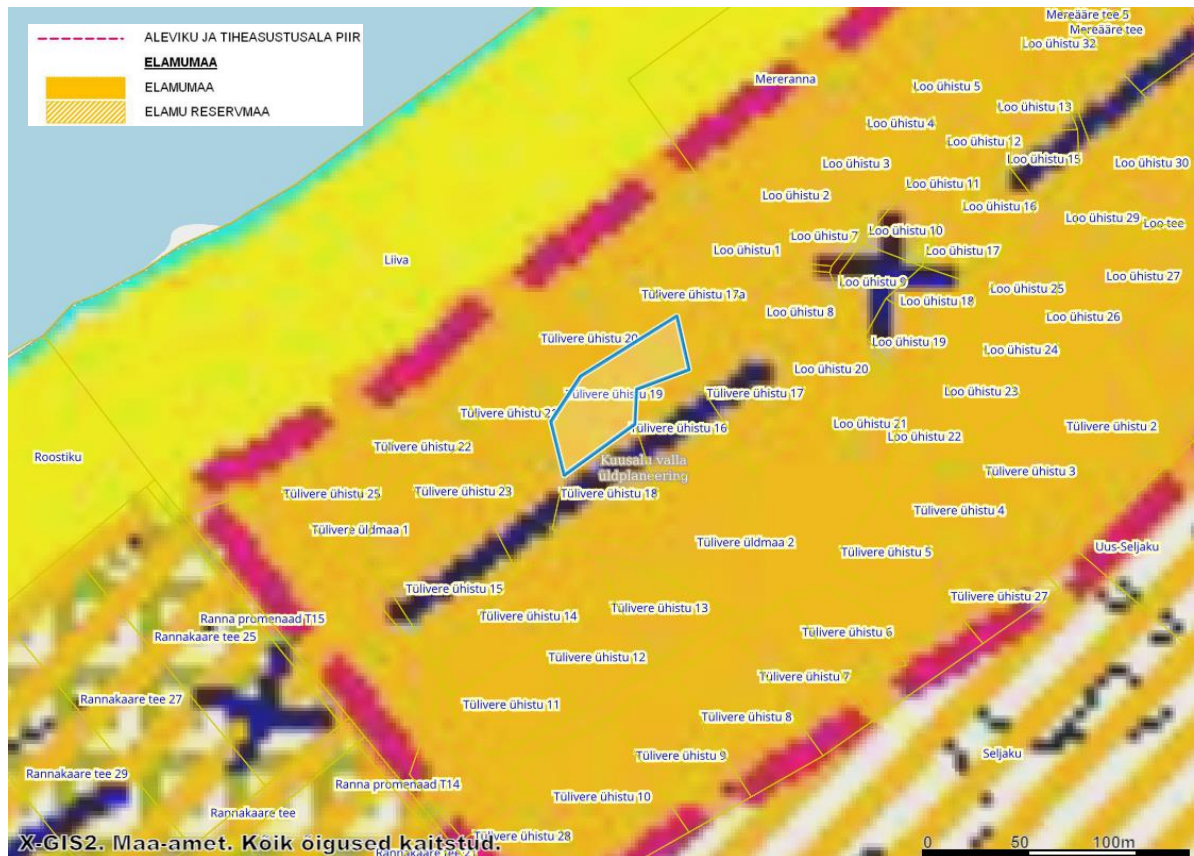 ALEVIKU JA TIHEASUSTUSALA PIIR
ELAMUMAA
ELAMUMAA
ELAMU RESERVMAA
Mereääre tee 5
Mereääre tee
Loo ühistu 32
Mereranna
Loo ühistu 5
Loo ühistu 13
Loo ühistu 4
Loo ühistu 12
Loo ühistu 15
Loo ühistu 30
Loo ühistu 3
Loo ühistu 11
Loo ühistu 2
Loo ühistu 16
Loo ühistu 29
Loo tee
Loo ühistu 7
Loo ühistu 10
Loo ühistu 1
Loo ühistu 17
Liiva
Loo ühistu 9
Loo ühistu 27
Loo ühistu 25
Tülivere ühistu 17a
Loo ühistu 18
Loo ühistu 8
Loo ühistu 26
Tülivere ühistu 20
Loo ühistu 19
Loo ühistu 24
Loo ühistu 20
Tülivere ühistu 19
Tülivere ühistu 17
Loo ühistu 23
Tülivere ühistu
Loo ühistu 21
Tülivere ühistu 16
Tülivere ühistu 2
Loo ühistu 22
Tülivere ühistu 22
Roostiku
Kuusalu valla
üldplaneering
Tülivere ühistu 3
Tülivere ühistu 25
Tülivere ühistu 23
Tülivere ühistu 18
Tülivere ühistu 4
Tülivere üldmaa 1
Tülivere üldmaa 2
Tülivere ühistu 5
Uus-Seljaku
Tülivere ühistu 15
Tülivere ühistu 27
Tülivere ühistu 13
Tülivere ühistu 14
Ranna promenaad T15
Rannakaare tee 25
Tülivere ühistu 6
Tülivere ühistu 12
Tülivere ühistu 7
Rannakaare tee 27
Tülivere ühistu 11
Tülivere ühistu 8
Tülivere ühistu 9
Seljaku
Rannakaare tee 29
Ranna promenaad T14
Tülivere ühistu 10
Rannakaare tee
Tülivere ühistu 28
X-GIS2. Maa-amet. Kõik õigused kaitstud.
0 50 100m